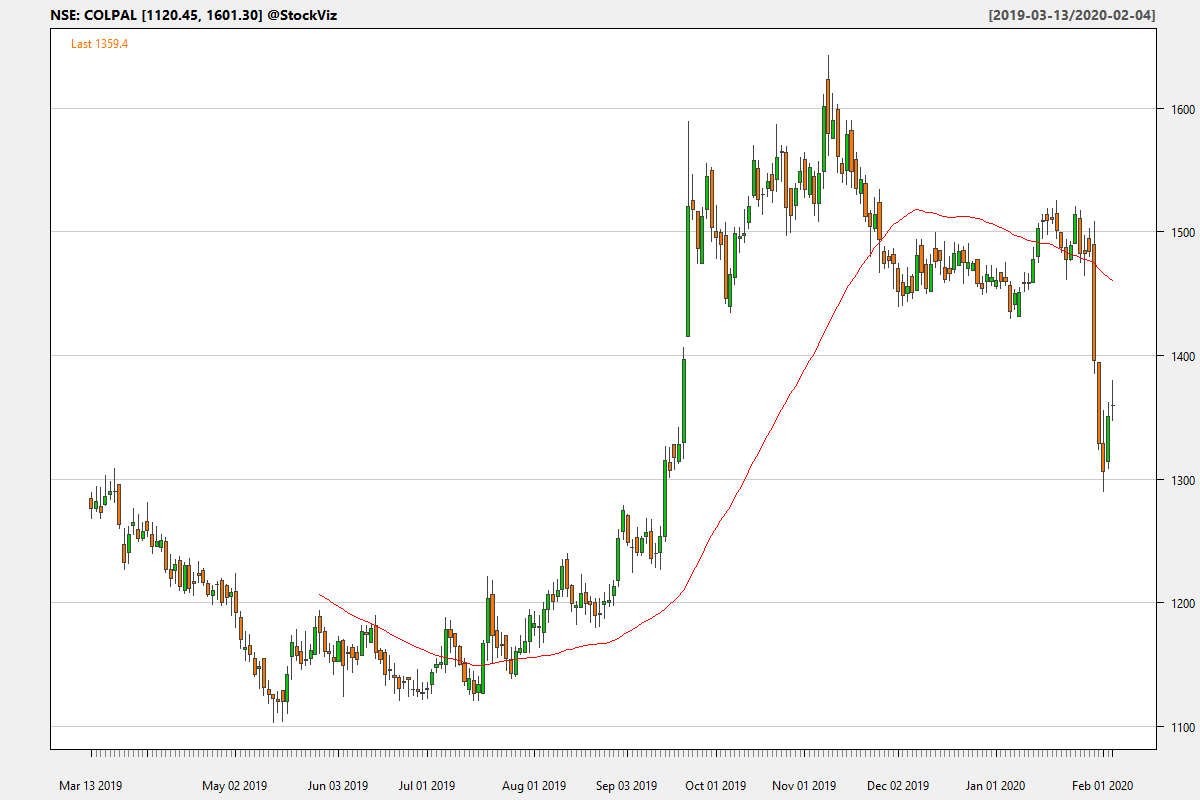 NSE: COLPAL [1120.45, 1601.30] @StockViz [2019-03-13/2020-02-04]
Last 1359.4
1600
1500
1400
1300
1200
1100
Mar 13 2019 May 02 2019 Jun 03 2019 Jul 01 2019 Aug 01 2019 Sep 03 2019 Oct 01 2019 Nov 01 2019 Dec 02 2019 Jan 01 2020 Feb 01 2020